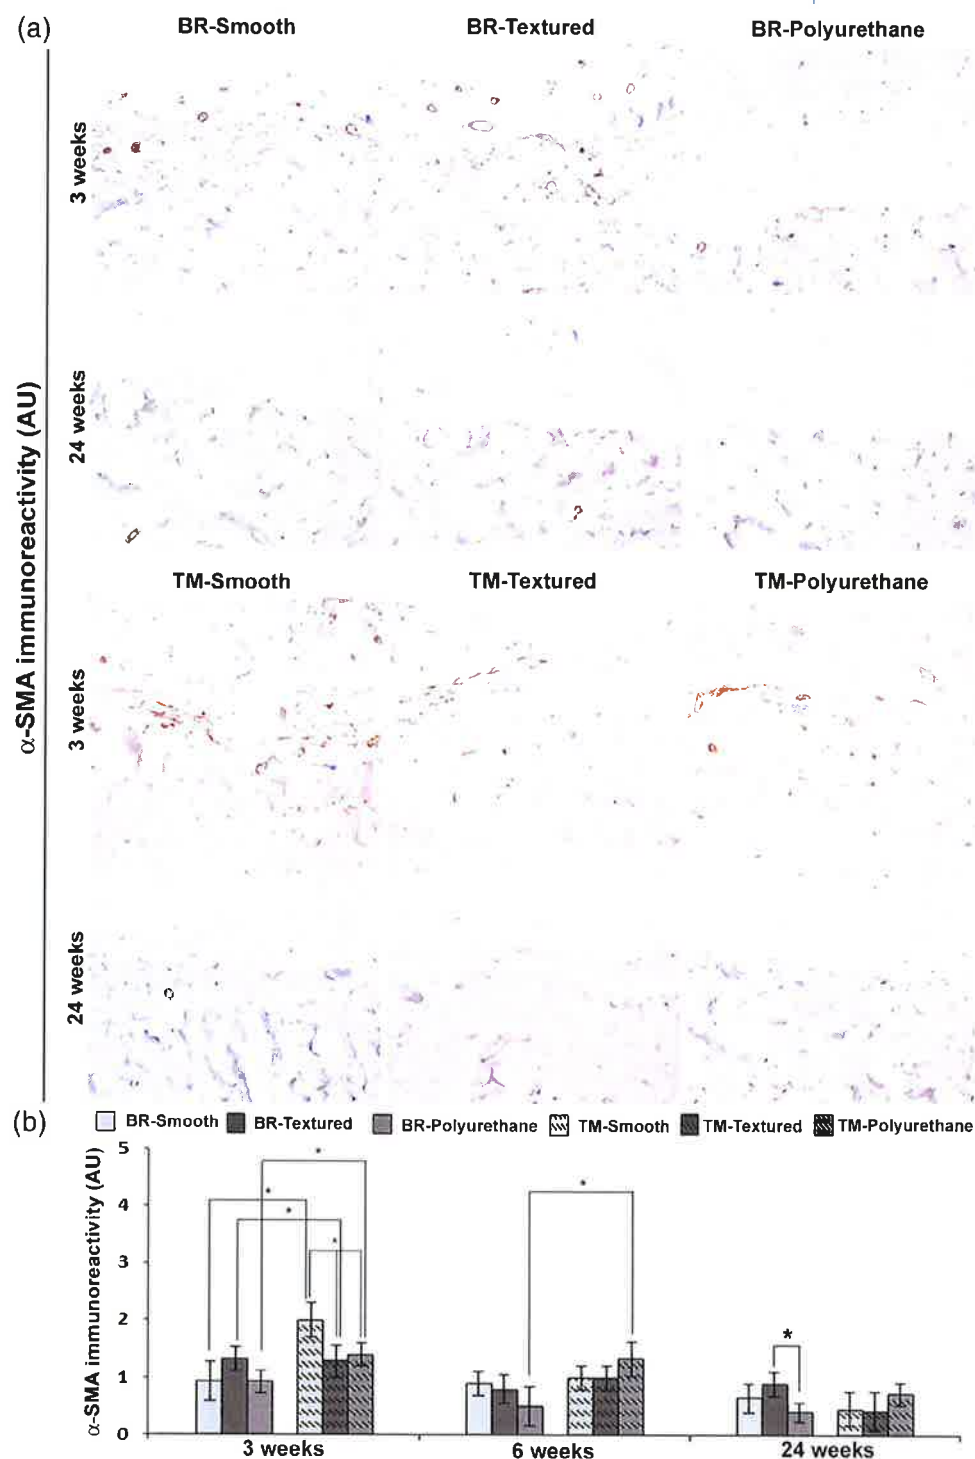 (a)
BR-Smooth BR-Textured BR-Polyurethane
3 weeks
24 weeks
α-SMA immunoreactivity (AU)
TM-Smooth TM-Textured TM-Polyurethane
3 weeks
24 weeks
(b)
BR-Smooth BR-Textured BR-Polyurethane TM-Smooth TM-Textured TM-Polyurethane
α-SMA immunoreactivity (AU)
5
4
3
2
1
0
* * * * * *
3 weeks 6 weeks 24 weeks